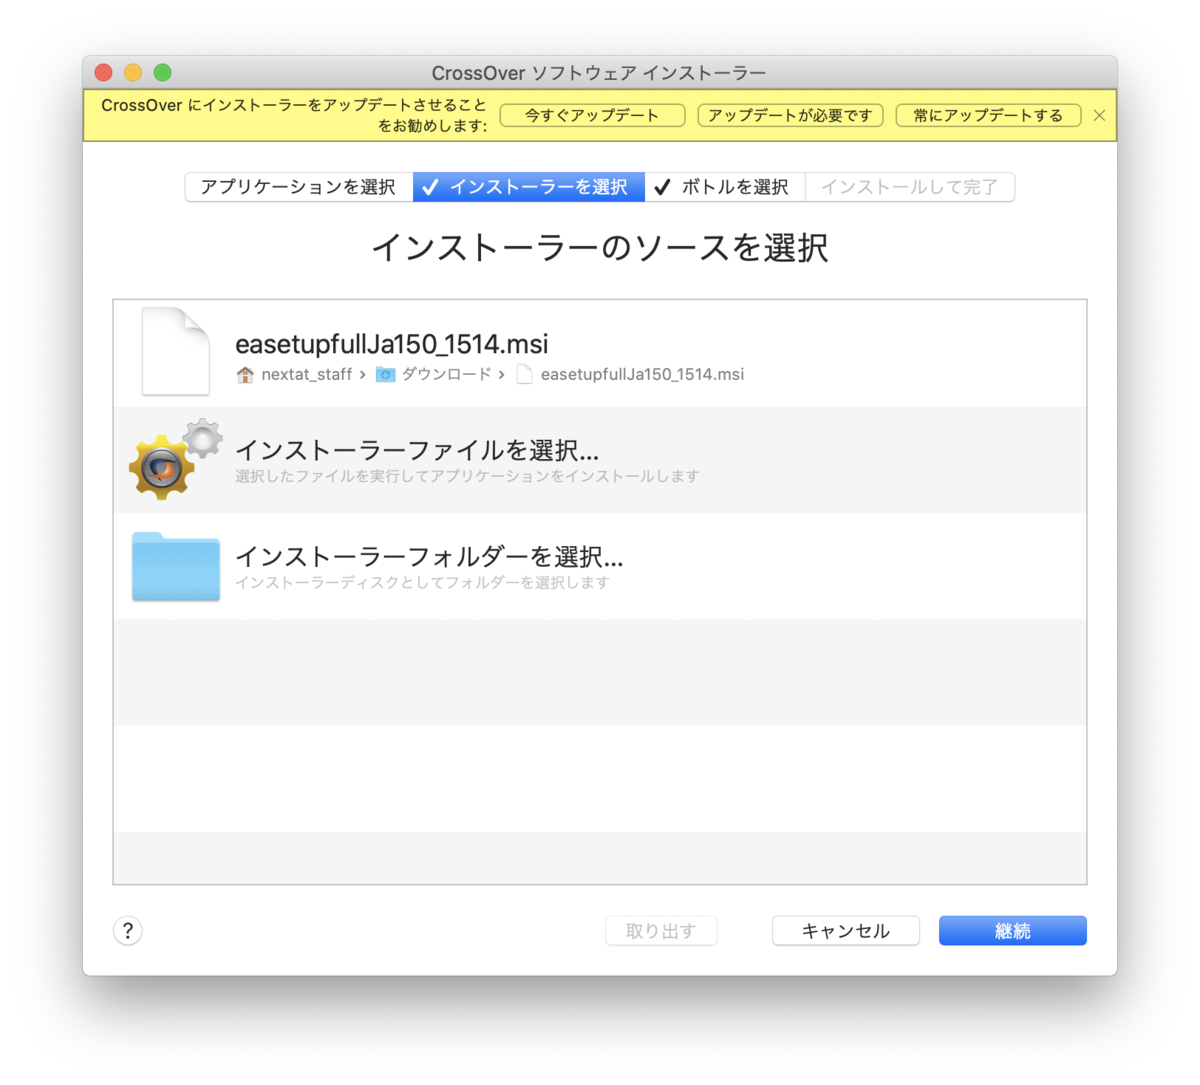 CrossOver ソフトウェア インストーラー
CrossOver にインストーラーをアップデートさせること
をお勧めします:
今すぐアップデート
アップデートが必要です
常にアップデートする
アプリケーションを選択
✓ インストーラーを選択
✓ ボトルを選択
インストールして完了
インストーラーのソースを選択
easetupfullJa150_1514.msi
nextat_staff › ダウンロード › easetupfullJa150_1514.msi
インストーラーファイルを選択...
選択したファイルを実行してアプリケーションをインストールします
インストーラーフォルダーを選択...
インストーラーディスクとしてフォルダーを選択します
?
取り出す
キャンセル
継続